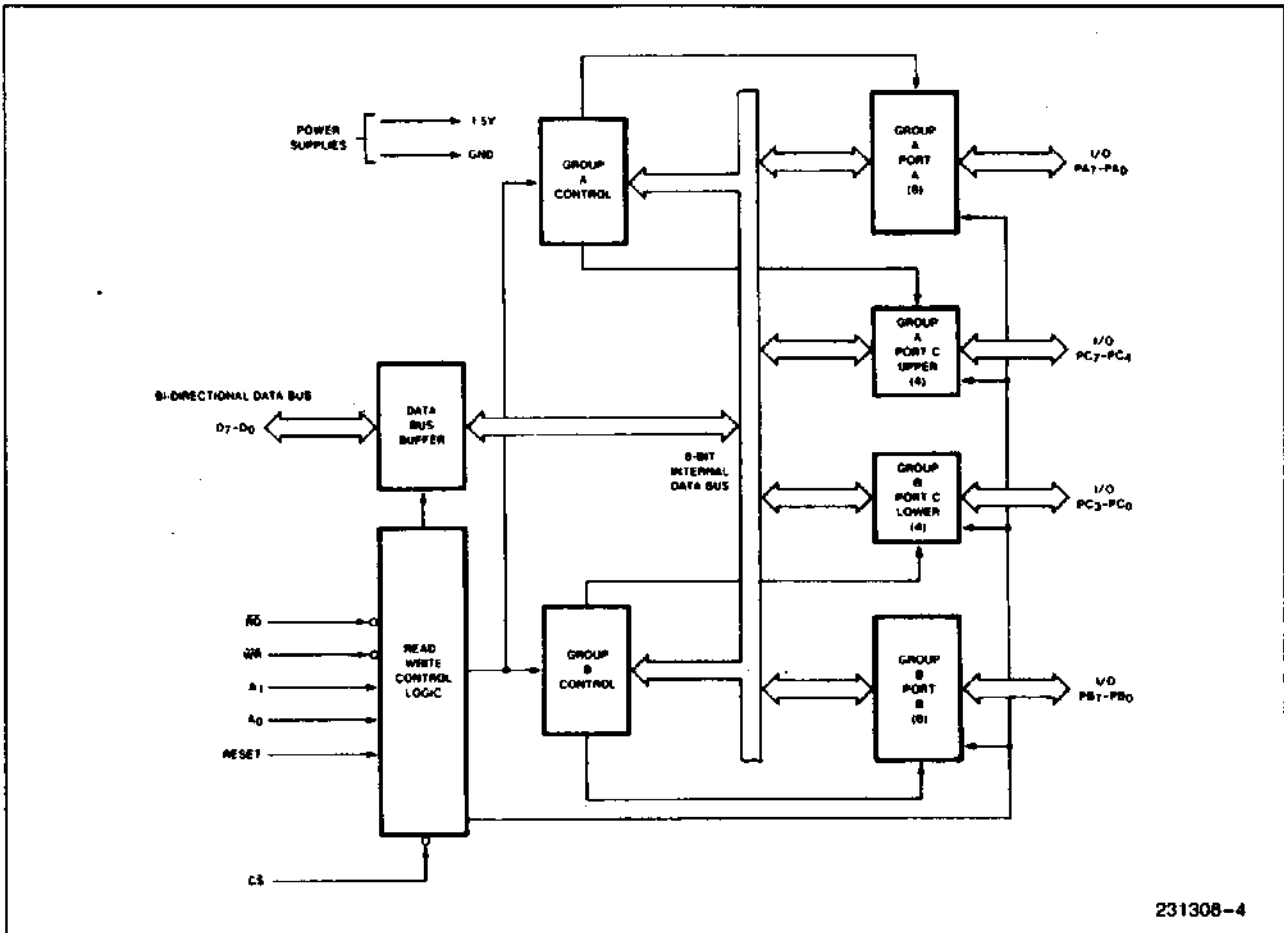 POWER
SUPPLIES
+5V
GND
GROUP
A
CONTROL
GROUP
A
PORT
A
(8)
I/O
PA7-PA0
GROUP
A
PORT C
UPPER
(4)
I/O
PC7-PC4
BI-DIRECTIONAL DATA BUS
D7-D0
DATA
BUS
BUFFER
8-BIT
INTERNAL
DATA BUS
GROUP
B
PORT C
LOWER
(4)
I/O
PC3-PC0
RD
WR
A1
A0
RESET
READ
WRITE
CONTROL
LOGIC
GROUP
B
CONTROL
GROUP
B
PORT
B
(8)
I/O
PB7-PB0
CS
231308-4